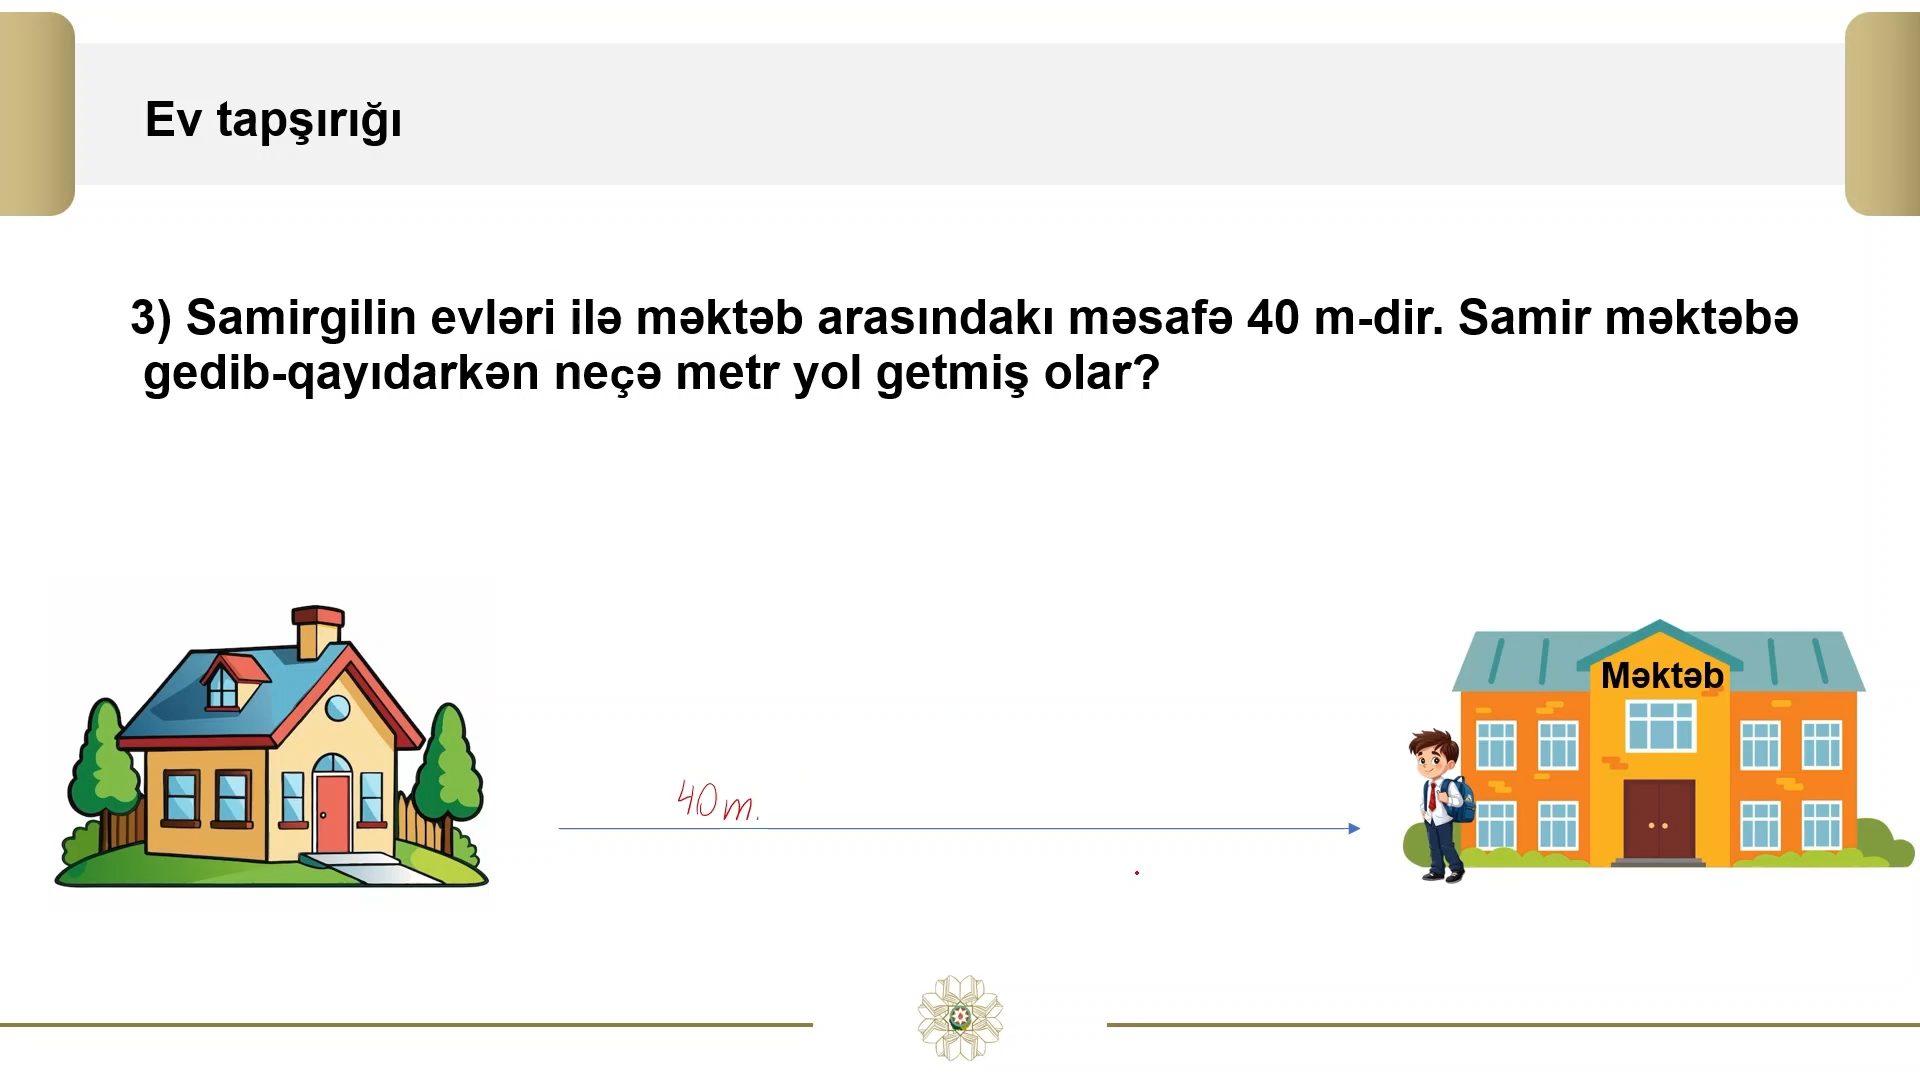 Ev tapşırığı
3) Samirgilin evləri ilə məktəb arasındakı məsafə 40 m-dir. Samir məktəbə
gedib-qayıdarkən neçə metr yol getmiş olar?
Məktəb
40 m.